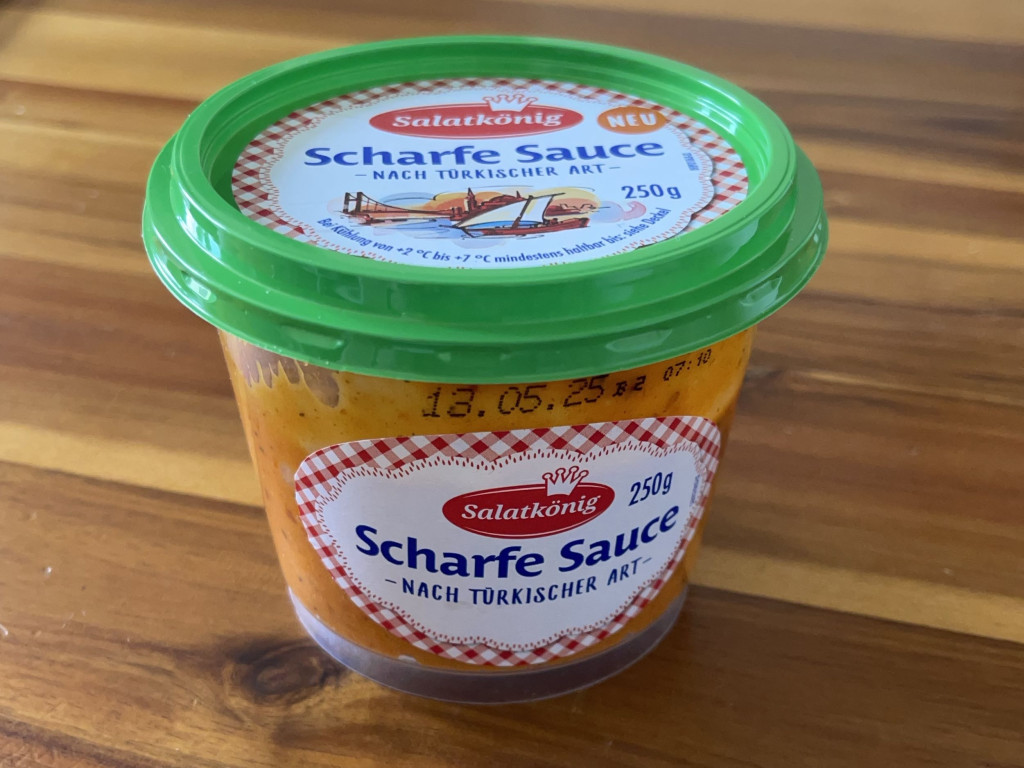 Salatkönig
NEU
Scharfe Sauce
- NACH TÜRKISCHER ART -
250g
Bei Kühlung von +2 °C bis +7 °C mindestens haltbar bis: siehe Deckel
13.05.25 B2 07:10
Salatkönig
250g
Scharfe Sauce
- NACH TÜRKISCHER ART -